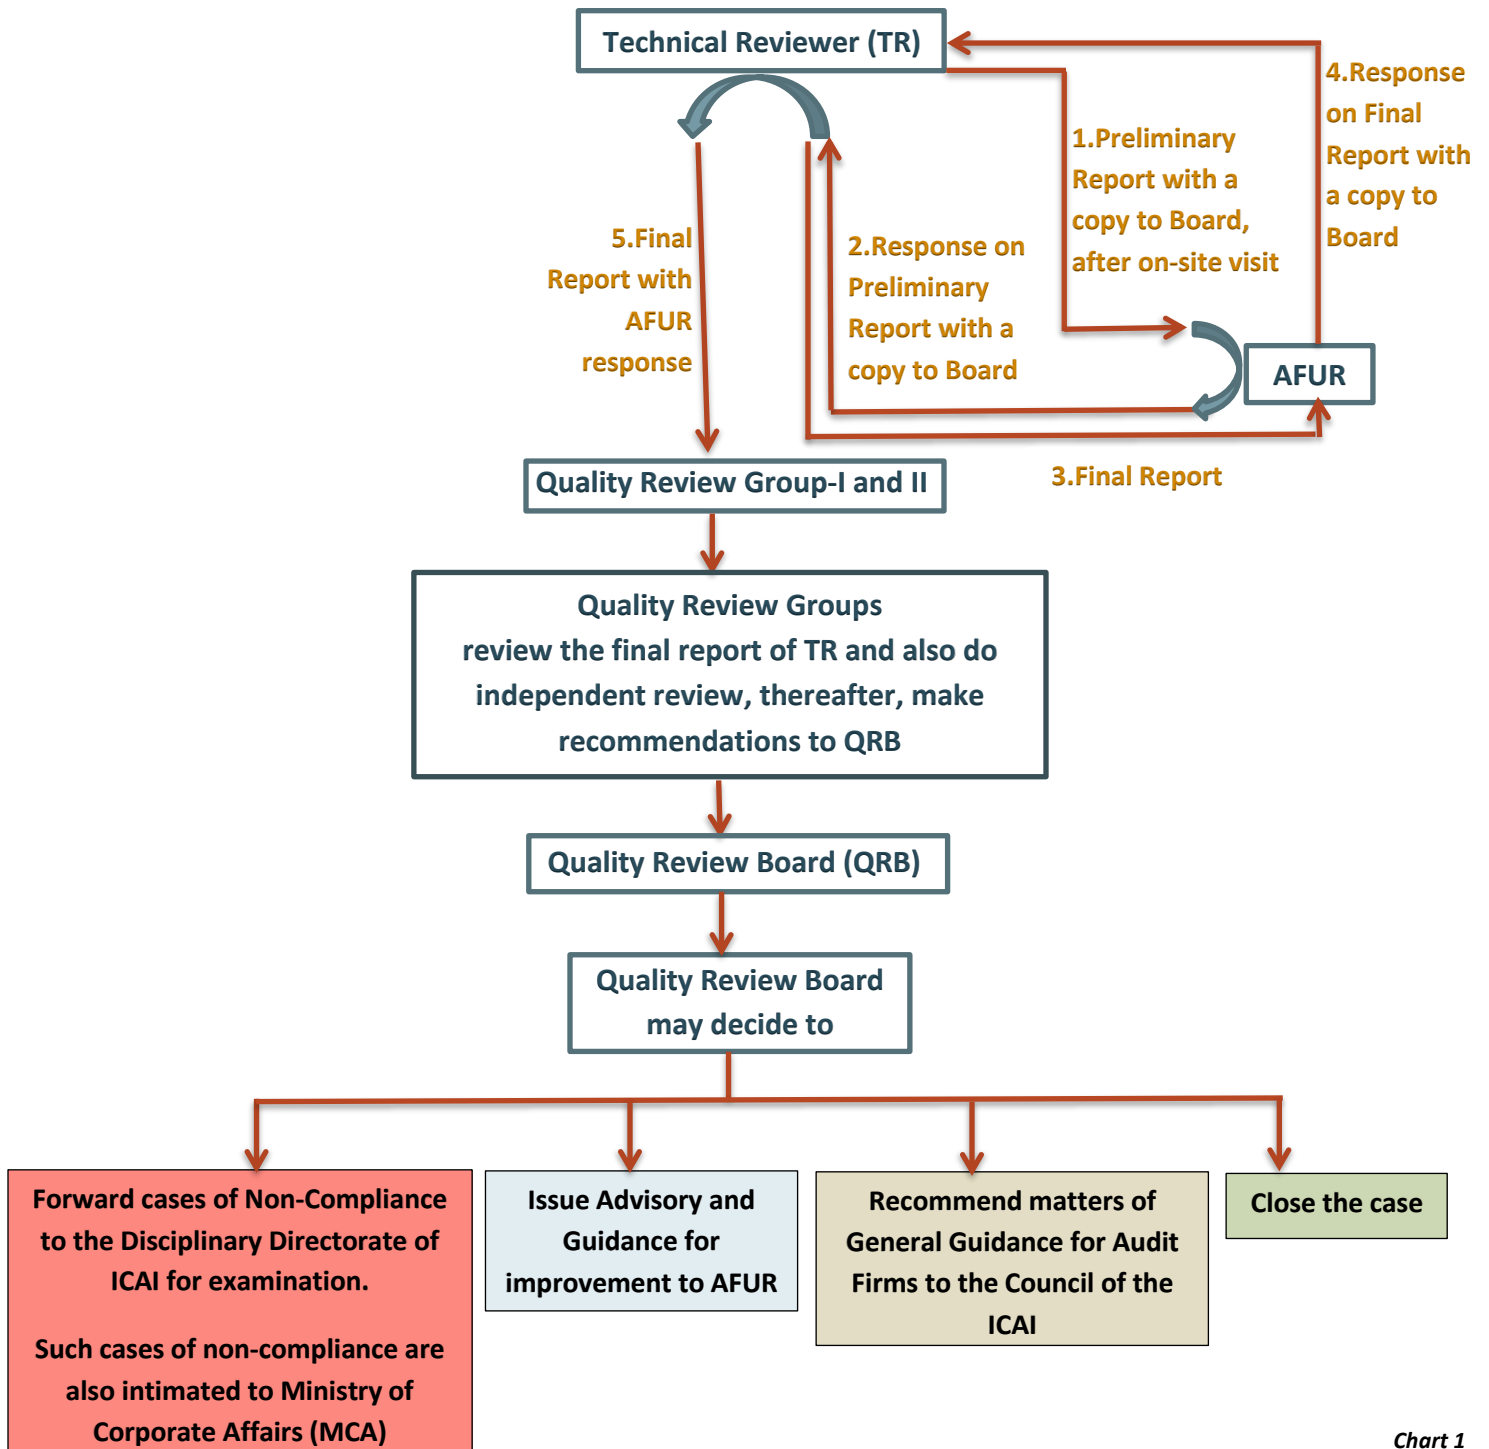 Technical Reviewer (TR)
4.Response
on Final
Report with
a copy to
Board
1.Preliminary
Report with a
copy to Board,
after on-site visit
5.Final
Report with
AFUR
response
2.Response on
Preliminary
Report with a
copy to Board
AFUR
3.Final Report
Quality Review Group-I and II
Quality Review Groups
review the final report of TR and also do
independent review, thereafter, make
recommendations to QRB
Quality Review Board (QRB)
Quality Review Board
may decide to
Forward cases of Non-Compliance
to the Disciplinary Directorate of
ICAI for examination.
Such cases of non-compliance are
also intimated to Ministry of
Corporate Affairs (MCA)
Issue Advisory and
Guidance for
improvement to AFUR
Recommend matters of
General Guidance for Audit
Firms to the Council of the
ICAI
Close the case
Chart 1